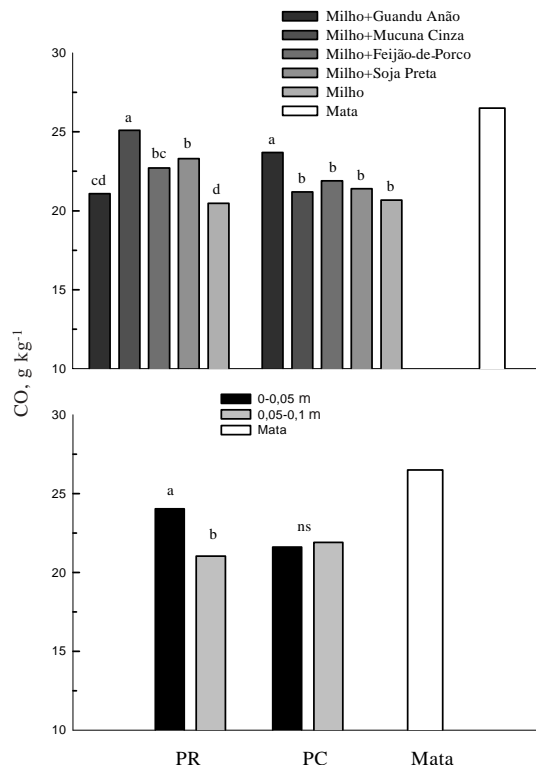 Milho+Guandu Anão
Milho+Mucuna Cinza
Milho+Feijão-de-Porco
Milho+Soja Preta
Milho
Mata
30
25
20
15
10
cd
a
bc
b
d
a
b
b
b
b
CO, g kg⁻¹
0-0,05 m
0,05-0,1 m
Mata
30
25
20
15
10
a
b
ns
PR
PC
Mata